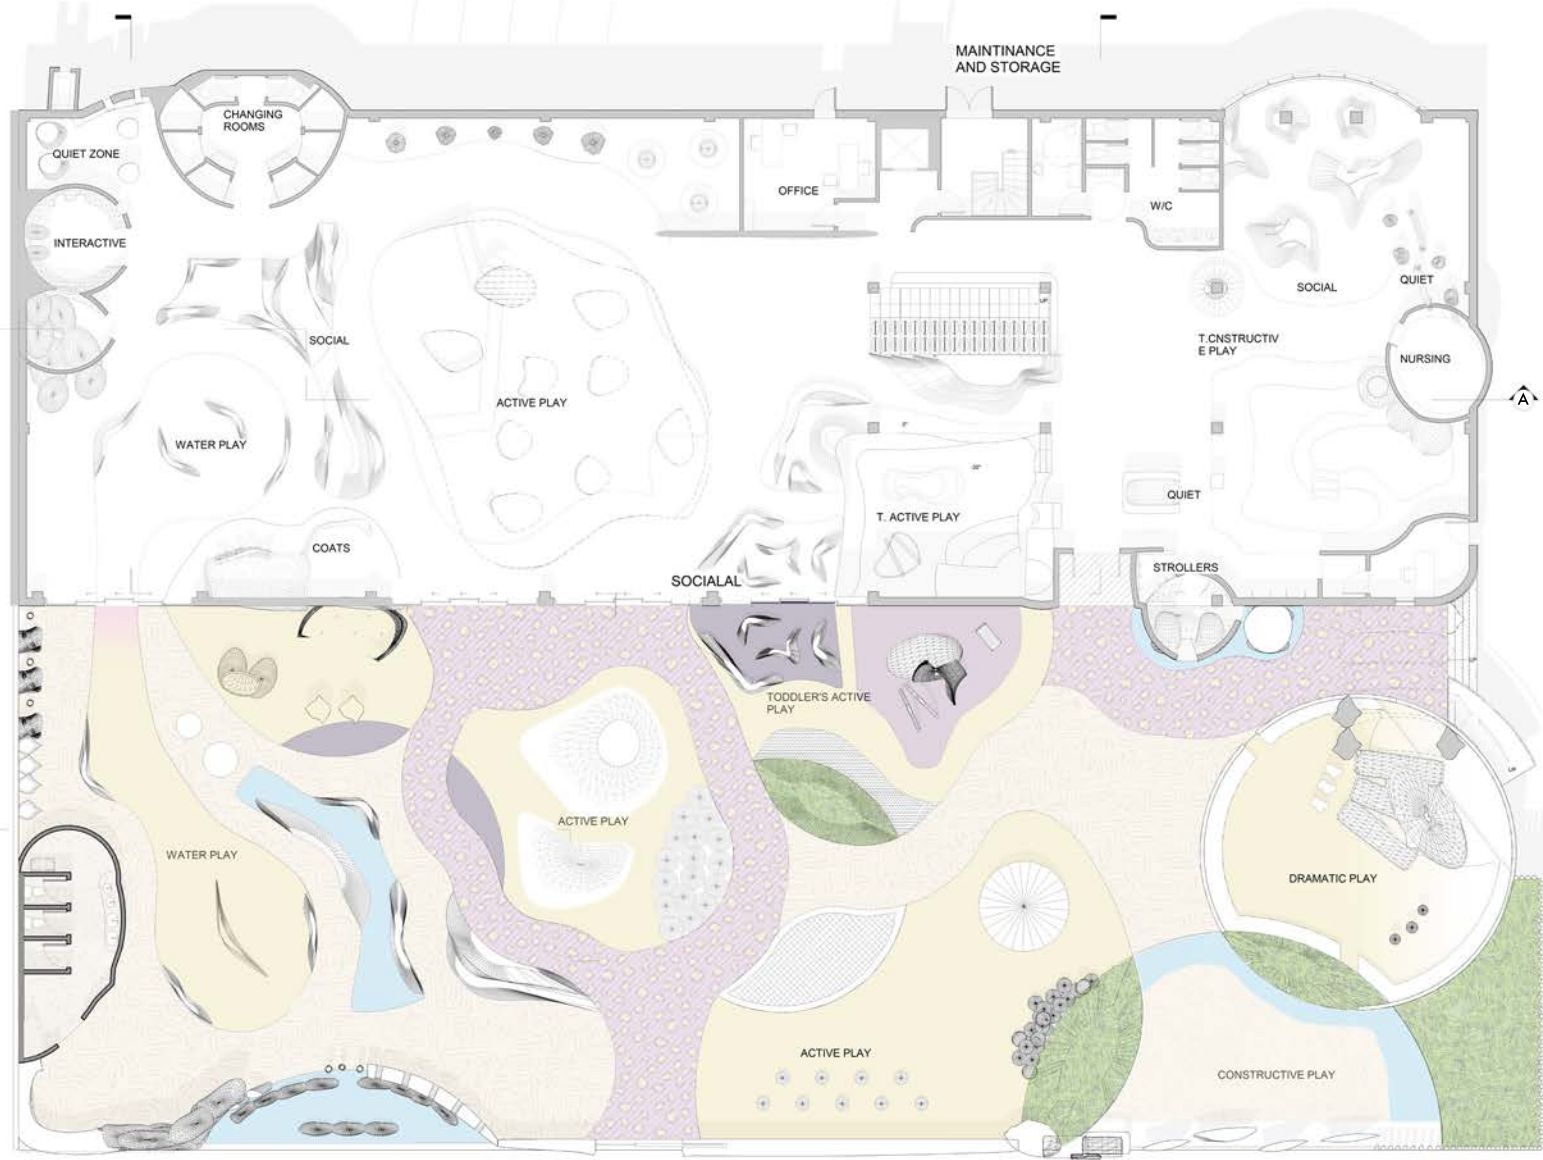 MAINTINANCE
AND STORAGE
CHANGING
ROOMS
QUIET ZONE
OFFICE
W/C
INTERACTIVE
SOCIAL
QUIET
UP
SOCIAL
T.CNSTRUCTIV
E PLAY
NURSING
A
ACTIVE PLAY
WATER PLAY
QUIET
T. ACTIVE PLAY
COATS
STROLLERS
SOCIALAL
TODDLER'S ACTIVE
PLAY
ACTIVE PLAY
WATER PLAY
DRAMATIC PLAY
ACTIVE PLAY
CONSTRUCTIVE PLAY